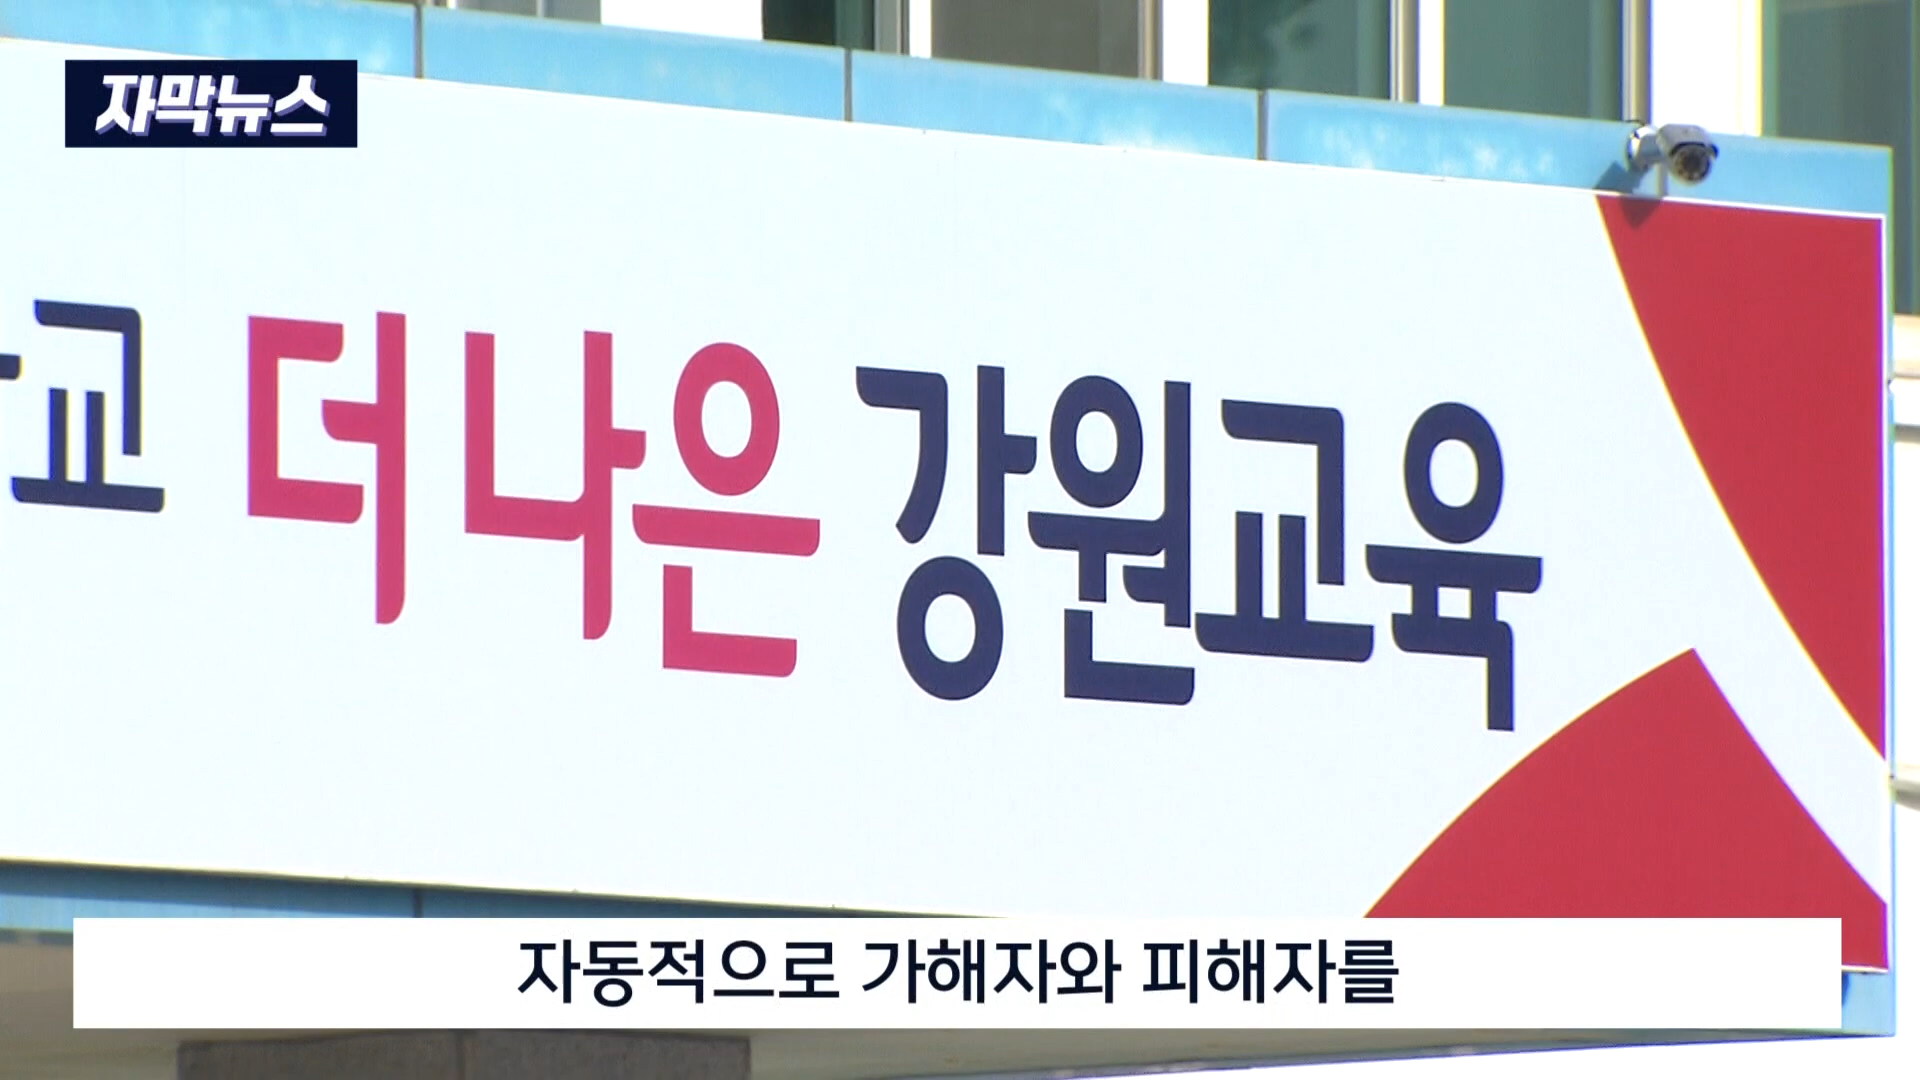 자막뉴스
교 더 나은 강원교육
자동적으로 가해자와 피해자를